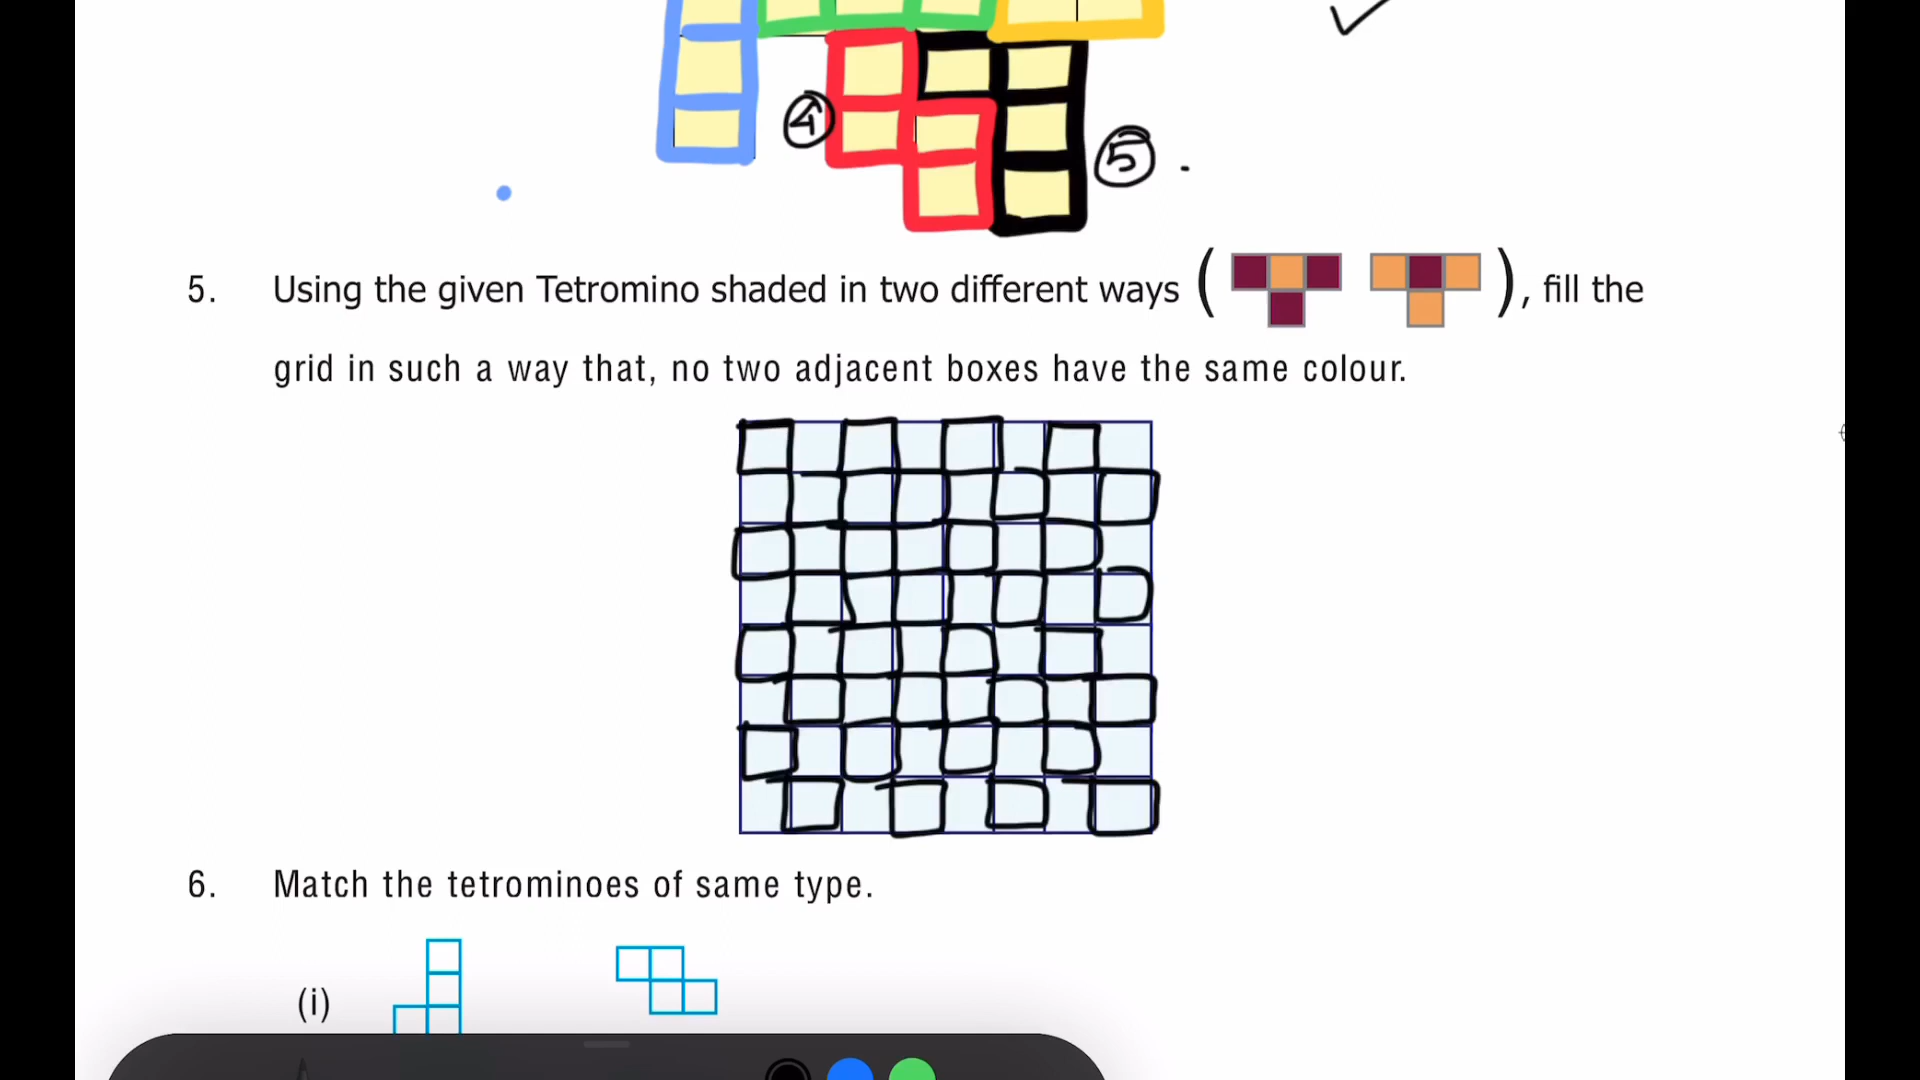 ④
⑤ .
5. Using the given Tetromino shaded in two different ways ( ), fill the
grid in such a way that, no two adjacent boxes have the same colour.
6. Match the tetrominoes of same type.
(i)